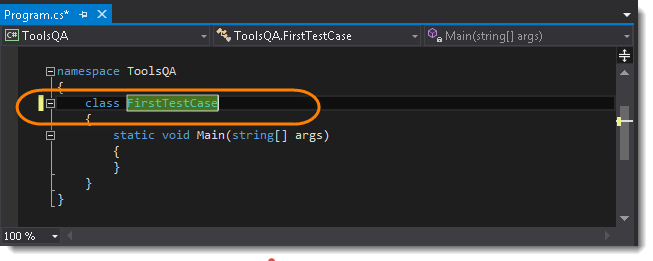 Program.cs*
C# ToolsQA
ToolsQA.FirstTestCase
Main(string[] args)
namespace ToolsQA
{
class FirstTestCase
{
static void Main(string[] args)
{
}
}
}
100 %